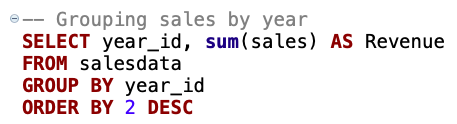 -- Grouping sales by year
SELECT year_id, sum(sales) AS Revenue
FROM salesdata
GROUP BY year_id
ORDER BY 2 DESC